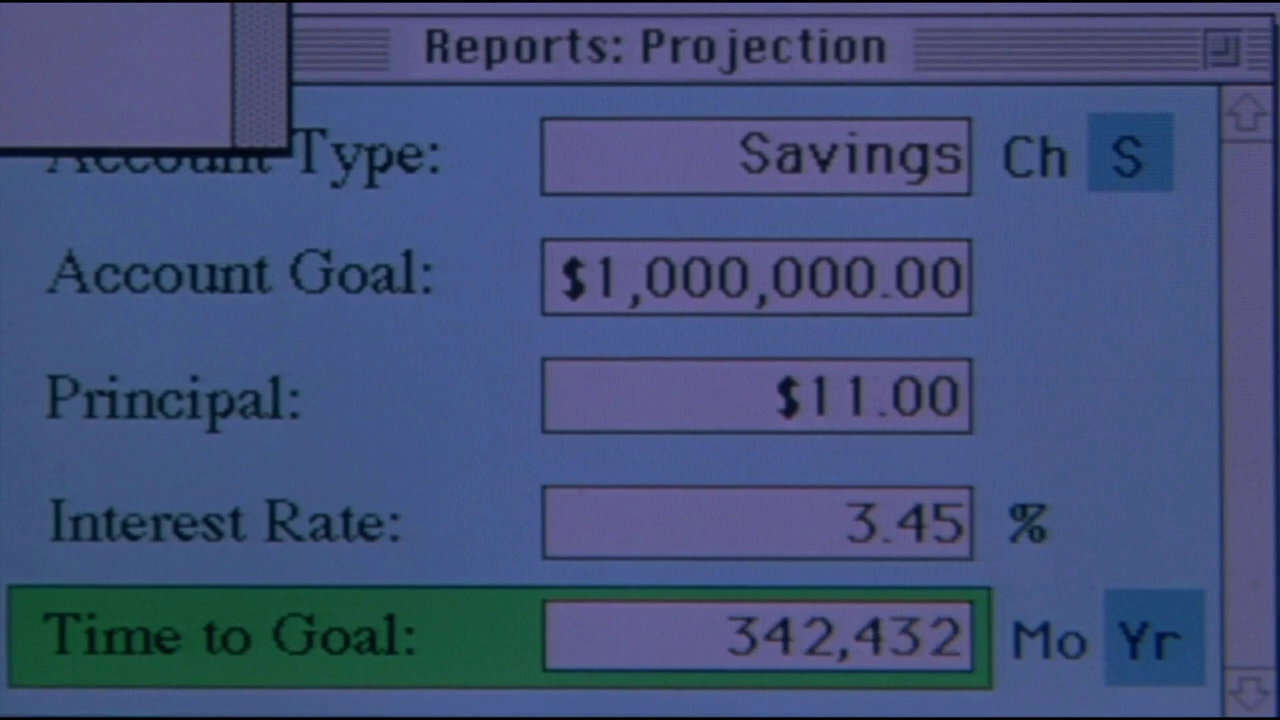 Reports: Projection
Account Type: Savings Ch S
Account Goal: $1,000,000.00
Principal: $11.00
Interest Rate: 3.45 %
Time to Goal: 342,432 Mo Yr